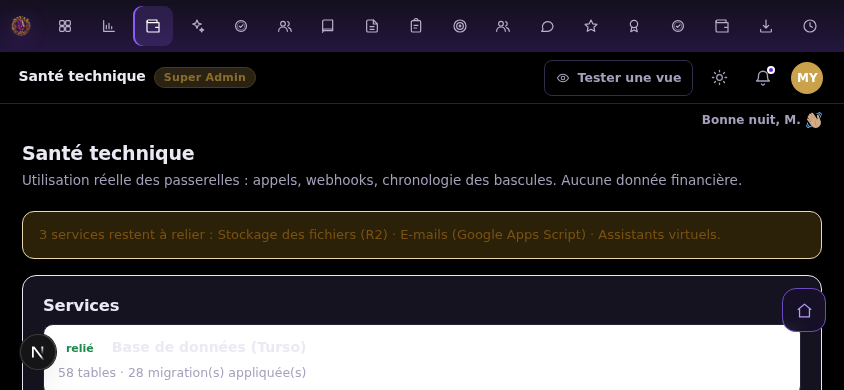 Santé technique
Super Admin
Tester une vue
MY
Bonne nuit, M. 👋🏼
Santé technique
Utilisation réelle des passerelles : appels, webhooks, chronologie des bascules. Aucune donnée financière.
3 services restent à relier : Stockage des fichiers (R2) · E-mails (Google Apps Script) · Assistants virtuels.
Services
relié Base de données (Turso)
58 tables · 28 migration(s) appliquée(s)
N